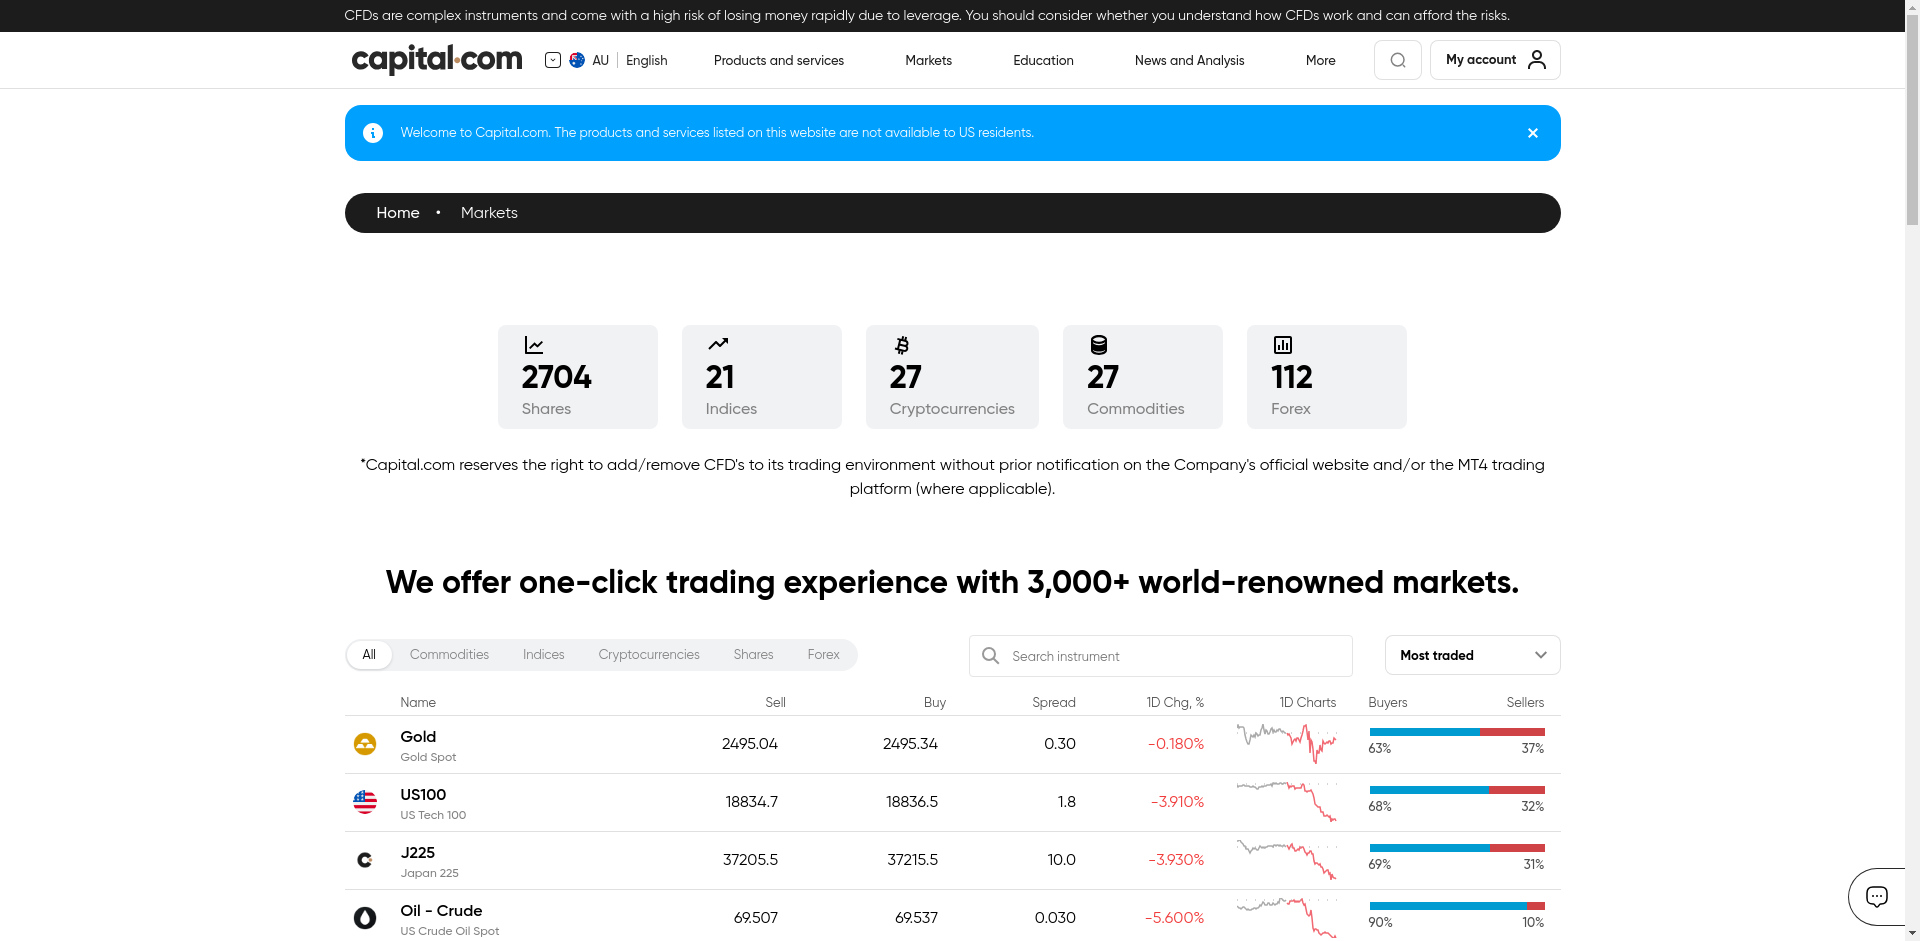 CFDs are complex instruments and come with a high risk of losing money rapidly due to leverage. You should consider whether you understand how CFDs work and can afford the risks.
capital.com AU English Products and services Markets Education News and Analysis More My account
Welcome to Capital.com. The products and services listed on this website are not available to US residents.
Home • Markets
2704 21 27 27 112
Shares Indices Cryptocurrencies Commodities Forex
*Capital.com reserves the right to add/remove CFD's to its trading environment without prior notification on the Company's official website and/or the MT4 trading
platform (where applicable).
We offer one-click trading experience with 3,000+ world-renowned markets.
All Commodities Indices Cryptocurrencies Shares Forex Search instrument Most traded
Name Sell Buy Spread 1D Chg, % 1D Charts Buyers Sellers
Gold 2495.04 2495.34 0.30 -0.180% 63% 37%
Gold Spot
US100 18834.7 18836.5 1.8 -3.910% 68% 32%
US Tech 100
J225 37205.5 37215.5 10.0 -3.930% 69% 31%
Japan 225
Oil - Crude 69.507 69.537 0.030 -5.600% 90% 10%
US Crude Oil Spot